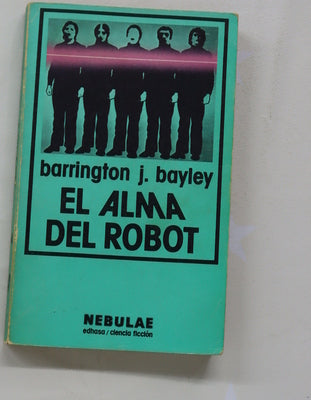 barrington j. bayley
EL ALMA
DEL ROBOT
NEBULAE
edhasa/ciencia ficción